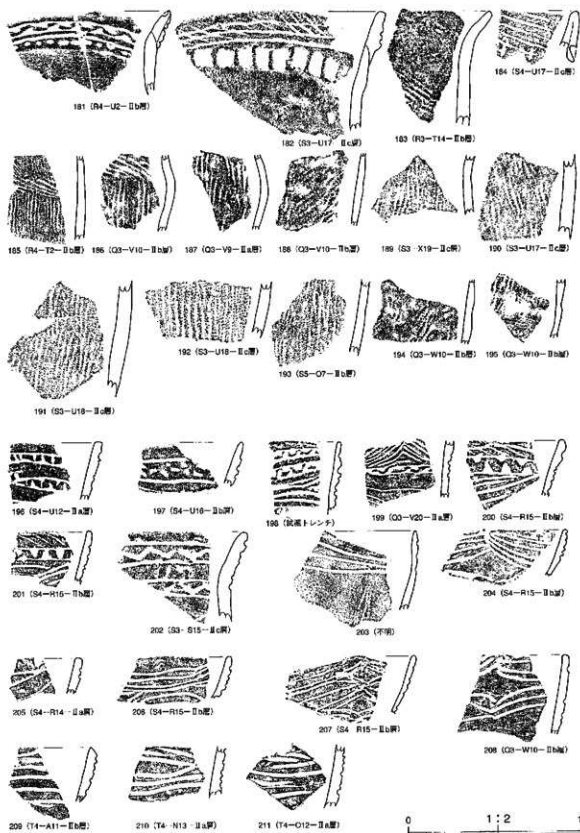 181 (R4-U2-Ⅱb層)
182 (S3-U17-Ⅱc層)
183 (R3-T14-Ⅱb層)
184 (S4-U17-Ⅱc層)
185 (R4-T2-Ⅱb層)
186 (Q3-V10-Ⅱb層)
187 (Q3-V9-Ⅱa層)
188 (Q3-V10-Ⅱb層)
189 (S3-X19-Ⅱc層)
190 (S3-U17-Ⅱc層)
191 (S3-U18-Ⅱc層)
192 (S3-U18-Ⅱc層)
193 (S5-Q7-Ⅱb層)
194 (Q3-W10-Ⅱb層)
195 (Q3-W10-Ⅱb層)
196 (S4-U12-Ⅱa層)
197 (S4-U16-Ⅱb層)
198 (試掘トレンチ)
199 (Q3-V20-Ⅱa層)
200 (S4-R15-Ⅱb層)
201 (S4-R15-Ⅱb層)
202 (S3-S15-Ⅱc層)
203 (不明)
204 (S4-R15-Ⅱb層)
205 (S4-R14-Ⅱa層)
206 (S4-R15-Ⅱb層)
207 (S4-R15-Ⅱb層)
208 (Q3-W10-Ⅱb層)
209 (T4-A11-Ⅱb層)
210 (T4-N13-Ⅱa層)
211 (T4-O12-Ⅱa層)
0 1:2